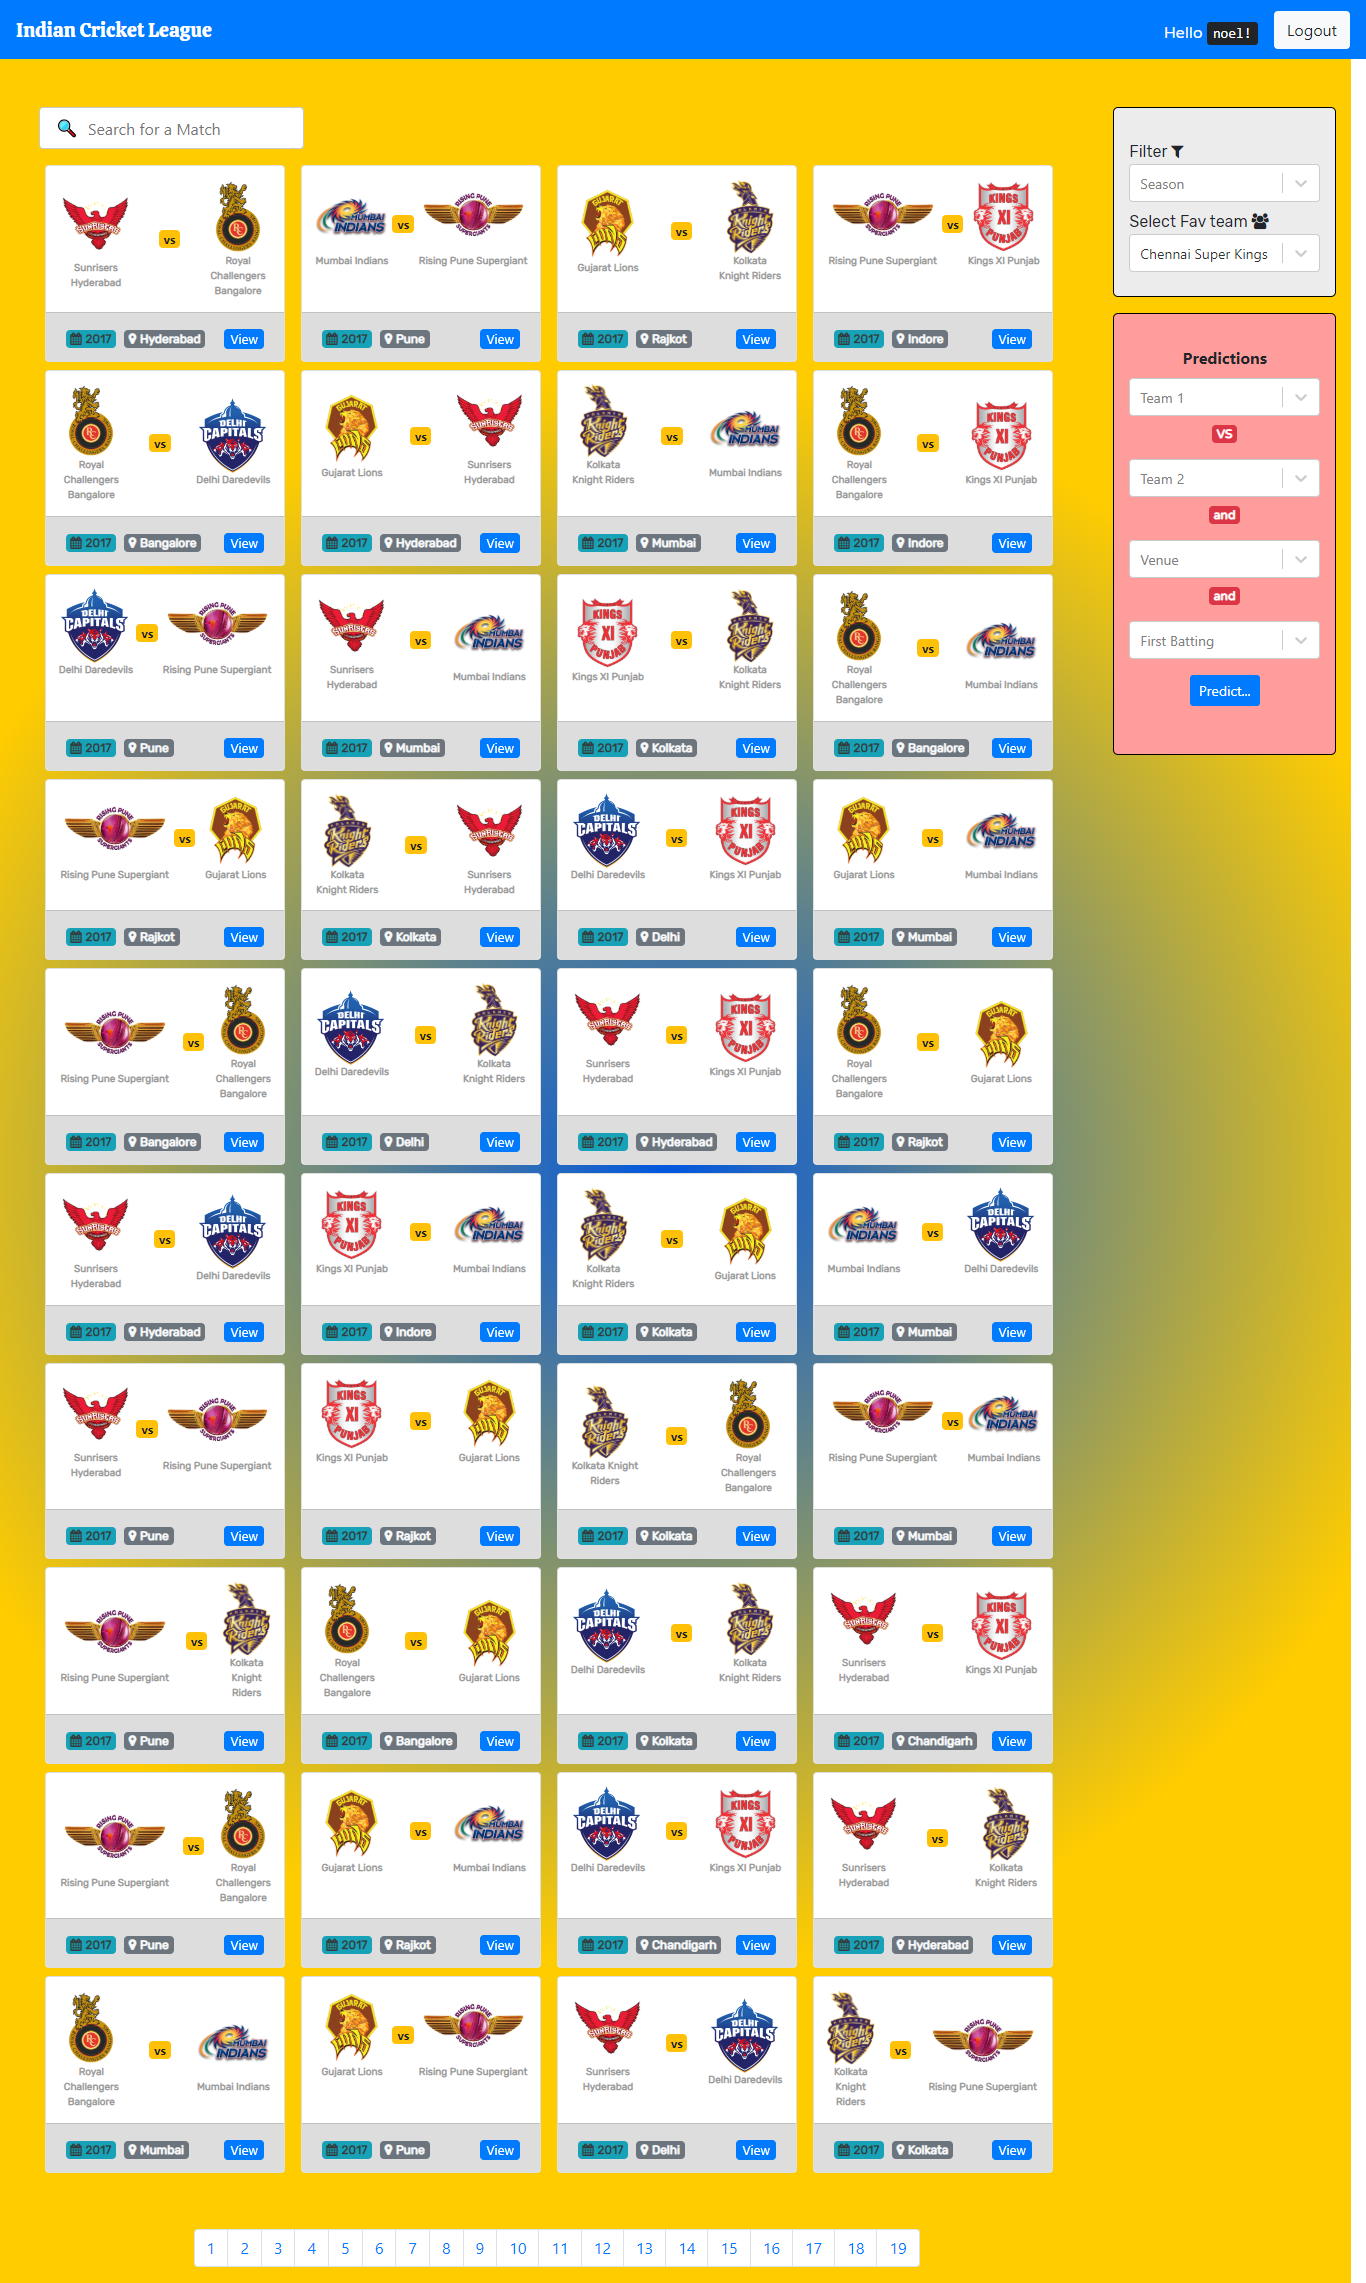 Indian Cricket League
Hello noel! Logout
Search for a Match
Filter
Season
Select Fav team
Chennai Super Kings
Predictions
Team 1
VS
Team 2
and
Venue
and
First Batting
Predict...
Sunrisers Hyderabad vs Royal Challengers Bangalore
2017 Hyderabad View
Mumbai Indians vs Rising Pune Supergiant
2017 Pune View
Gujarat Lions vs Kolkata Knight Riders
2017 Rajkot View
Rising Pune Supergiant vs Kings XI Punjab
2017 Indore View
Royal Challengers Bangalore vs Delhi Daredevils
2017 Bangalore View
Gujarat Lions vs Sunrisers Hyderabad
2017 Hyderabad View
Kolkata Knight Riders vs Mumbai Indians
2017 Mumbai View
Royal Challengers Bangalore vs Kings XI Punjab
2017 Indore View
Delhi Daredevils vs Rising Pune Supergiant
2017 Pune View
Sunrisers Hyderabad vs Mumbai Indians
2017 Mumbai View
Kings XI Punjab vs Kolkata Knight Riders
2017 Kolkata View
Royal Challengers Bangalore vs Mumbai Indians
2017 Bangalore View
Rising Pune Supergiant vs Gujarat Lions
2017 Rajkot View
Kolkata Knight Riders vs Sunrisers Hyderabad
2017 Kolkata View
Delhi Daredevils vs Kings XI Punjab
2017 Delhi View
Gujarat Lions vs Mumbai Indians
2017 Mumbai View
Rising Pune Supergiant vs Royal Challengers Bangalore
2017 Bangalore View
Delhi Daredevils vs Kolkata Knight Riders
2017 Delhi View
Sunrisers Hyderabad vs Kings XI Punjab
2017 Hyderabad View
Royal Challengers Bangalore vs Gujarat Lions
2017 Rajkot View
Sunrisers Hyderabad vs Delhi Daredevils
2017 Hyderabad View
Kings XI Punjab vs Mumbai Indians
2017 Indore View
Kolkata Knight Riders vs Gujarat Lions
2017 Kolkata View
Mumbai Indians vs Delhi Daredevils
2017 Mumbai View
Sunrisers Hyderabad vs Rising Pune Supergiant
2017 Pune View
Kings XI Punjab vs Gujarat Lions
2017 Rajkot View
Kolkata Knight Riders vs Royal Challengers Bangalore
2017 Kolkata View
Rising Pune Supergiant vs Mumbai Indians
2017 Mumbai View
Rising Pune Supergiant vs Kolkata Knight Riders
2017 Pune View
Royal Challengers Bangalore vs Gujarat Lions
2017 Bangalore View
Delhi Daredevils vs Kolkata Knight Riders
2017 Kolkata View
Sunrisers Hyderabad vs Kings XI Punjab
2017 Chandigarh View
Rising Pune Supergiant vs Royal Challengers Bangalore
2017 Pune View
Gujarat Lions vs Mumbai Indians
2017 Rajkot View
Delhi Daredevils vs Kings XI Punjab
2017 Chandigarh View
Sunrisers Hyderabad vs Kolkata Knight Riders
2017 Hyderabad View
Royal Challengers Bangalore vs Mumbai Indians
2017 Mumbai View
Gujarat Lions vs Rising Pune Supergiant
2017 Pune View
Sunrisers Hyderabad vs Delhi Daredevils
2017 Delhi View
Kolkata Knight Riders vs Rising Pune Supergiant
2017 Kolkata View
1 2 3 4 5 6 7 8 9 10 11 12 13 14 15 16 17 18 19